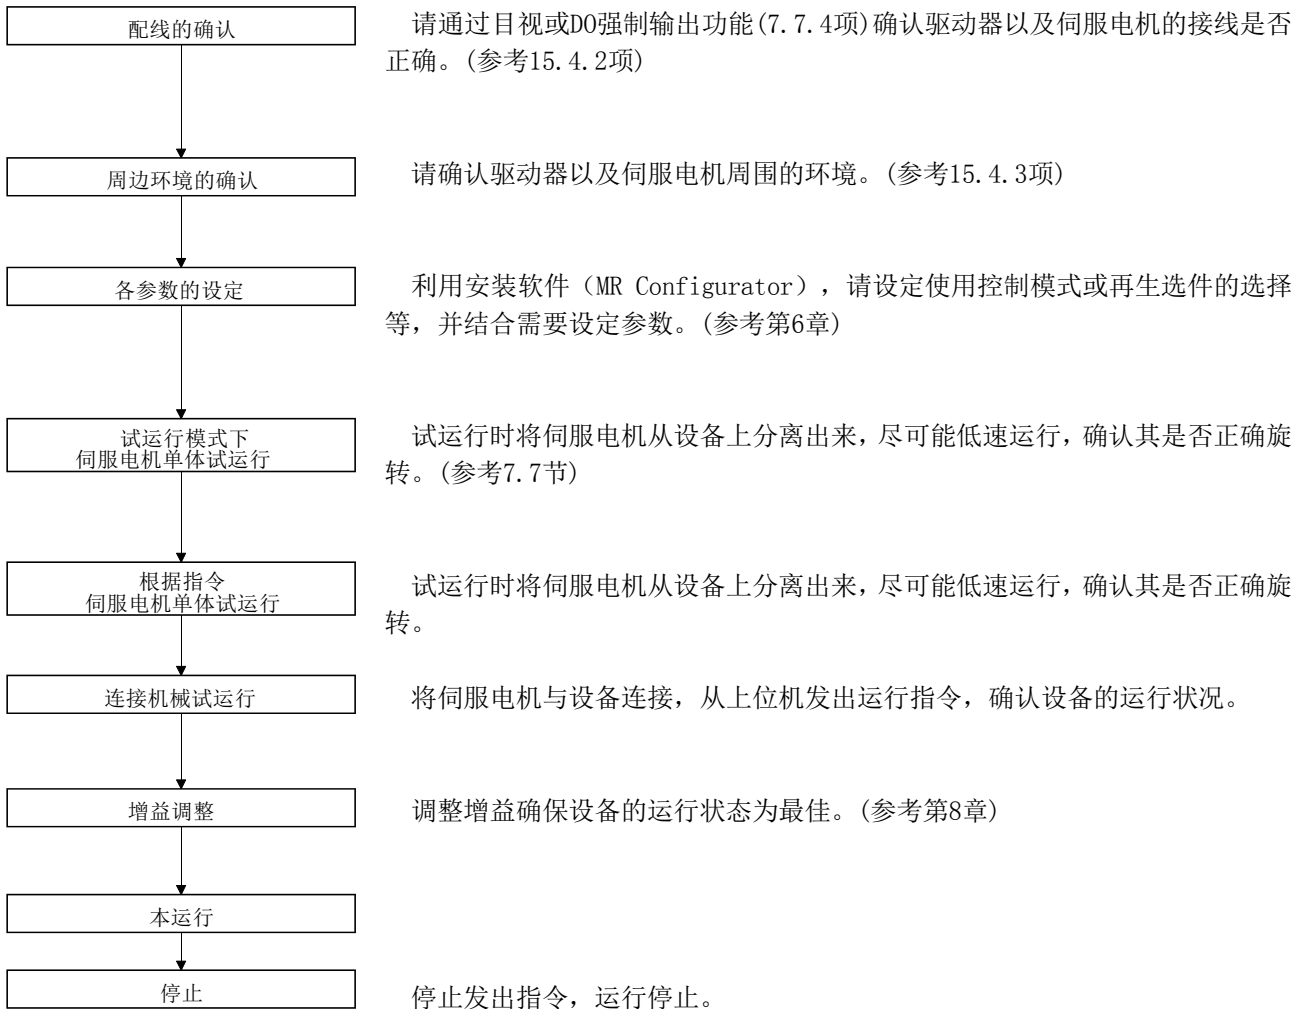 配线的确认
请通过目视或DO强制输出功能(7.7.4项)确认驱动器以及伺服电机的接线是否
正确。(参考15.4.2项)
周边环境的确认
请确认驱动器以及伺服电机周围的环境。(参考15.4.3项)
各参数的设定
利用安装软件（MR Configurator），请设定使用控制模式或再生选件的选择
等，并结合需要设定参数。(参考第6章)
试运行模式下
伺服电机单体试运行
试运行时将伺服电机从设备上分离出来，尽可能低速运行，确认其是否正确旋
转。(参考7.7节)
根据指令
伺服电机单体试运行
试运行时将伺服电机从设备上分离出来，尽可能低速运行，确认其是否正确旋
转。
连接机械试运行
将伺服电机与设备连接，从上位机发出运行指令，确认设备的运行状况。
增益调整
调整增益确保设备的运行状态为最佳。(参考第8章)
本运行
停止
停止发出指令，运行停止。